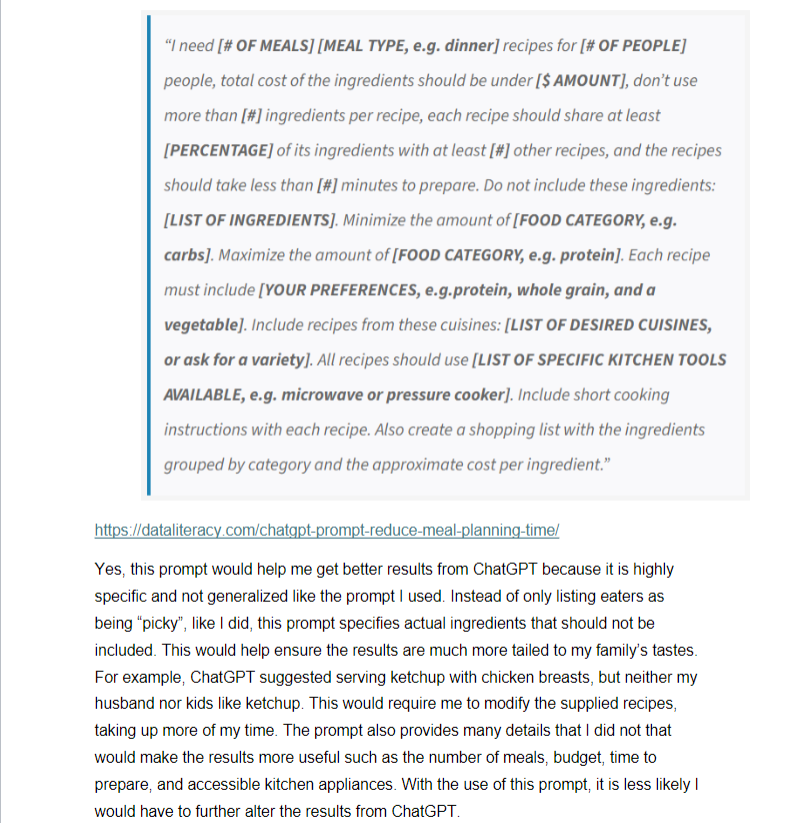 “I need [# OF MEALS] [MEAL TYPE, e.g. dinner] recipes for [# OF PEOPLE]
people, total cost of the ingredients should be under [$ AMOUNT], don’t use
more than [#] ingredients per recipe, each recipe should share at least
[PERCENTAGE] of its ingredients with at least [#] other recipes, and the recipes
should take less than [#] minutes to prepare. Do not include these ingredients:
[LIST OF INGREDIENTS]. Minimize the amount of [FOOD CATEGORY, e.g.
carbs]. Maximize the amount of [FOOD CATEGORY, e.g. protein]. Each recipe
must include [YOUR PREFERENCES, e.g.protein, whole grain, and a
vegetable]. Include recipes from these cuisines: [LIST OF DESIRED CUISINES,
or ask for a variety]. All recipes should use [LIST OF SPECIFIC KITCHEN TOOLS
AVAILABLE, e.g. microwave or pressure cooker]. Include short cooking
instructions with each recipe. Also create a shopping list with the ingredients
grouped by category and the approximate cost per ingredient.”
https://dataliteracy.com/chatgpt-prompt-reduce-meal-planning-time/
Yes, this prompt would help me get better results from ChatGPT because it is highly
specific and not generalized like the prompt I used. Instead of only listing eaters as
being “picky”, like I did, this prompt specifies actual ingredients that should not be
included. This would help ensure the results are much more tailed to my family’s tastes.
For example, ChatGPT suggested serving ketchup with chicken breasts, but neither my
husband nor kids like ketchup. This would require me to modify the supplied recipes,
taking up more of my time. The prompt also provides many details that I did not that
would make the results more useful such as the number of meals, budget, time to
prepare, and accessible kitchen appliances. With the use of this prompt, it is less likely I
would have to further alter the results from ChatGPT.